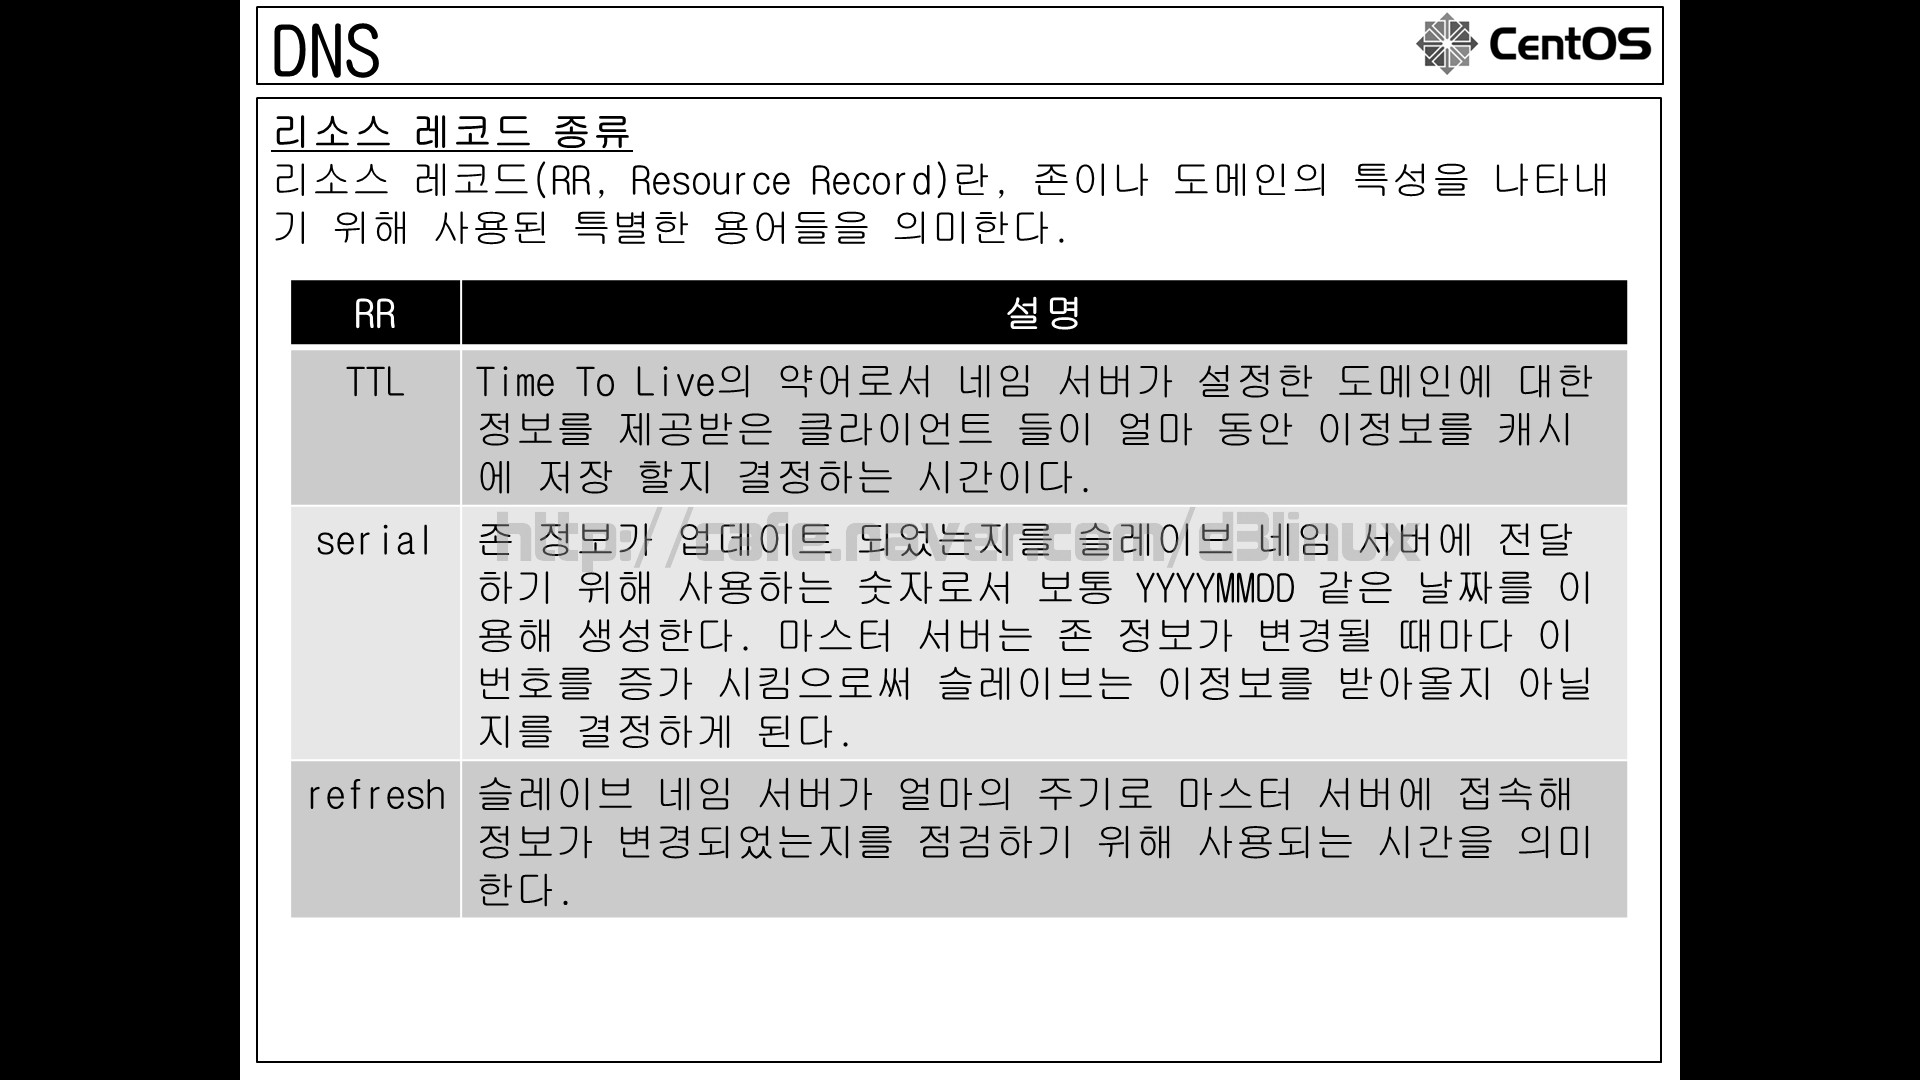 DNS
CentOS
리소스 레코드 종류
리소스 레코드(RR, Resource Record)란, 존이나 도메인의 특성을 나타내
기 위해 사용된 특별한 용어들을 의미한다.
RR 설명
TTL Time To Live의 약어로서 네임 서버가 설정한 도메인에 대한
정보를 제공받은 클라이언트 들이 얼마 동안 이정보를 캐시
에 저장 할지 결정하는 시간이다.
http://cafe.naver.com/d3linux
serial 존 정보가 업데이트 되었는지를 슬레이브 네임 서버에 전달
하기 위해 사용하는 숫자로서 보통 YYYYMMDD 같은 날짜를 이
용해 생성한다. 마스터 서버는 존 정보가 변경될 때마다 이
번호를 증가 시킴으로써 슬레이브는 이정보를 받아올지 아닐
지를 결정하게 된다.
refresh 슬레이브 네임 서버가 얼마의 주기로 마스터 서버에 접속해
정보가 변경되었는지를 점검하기 위해 사용되는 시간을 의미
한다.